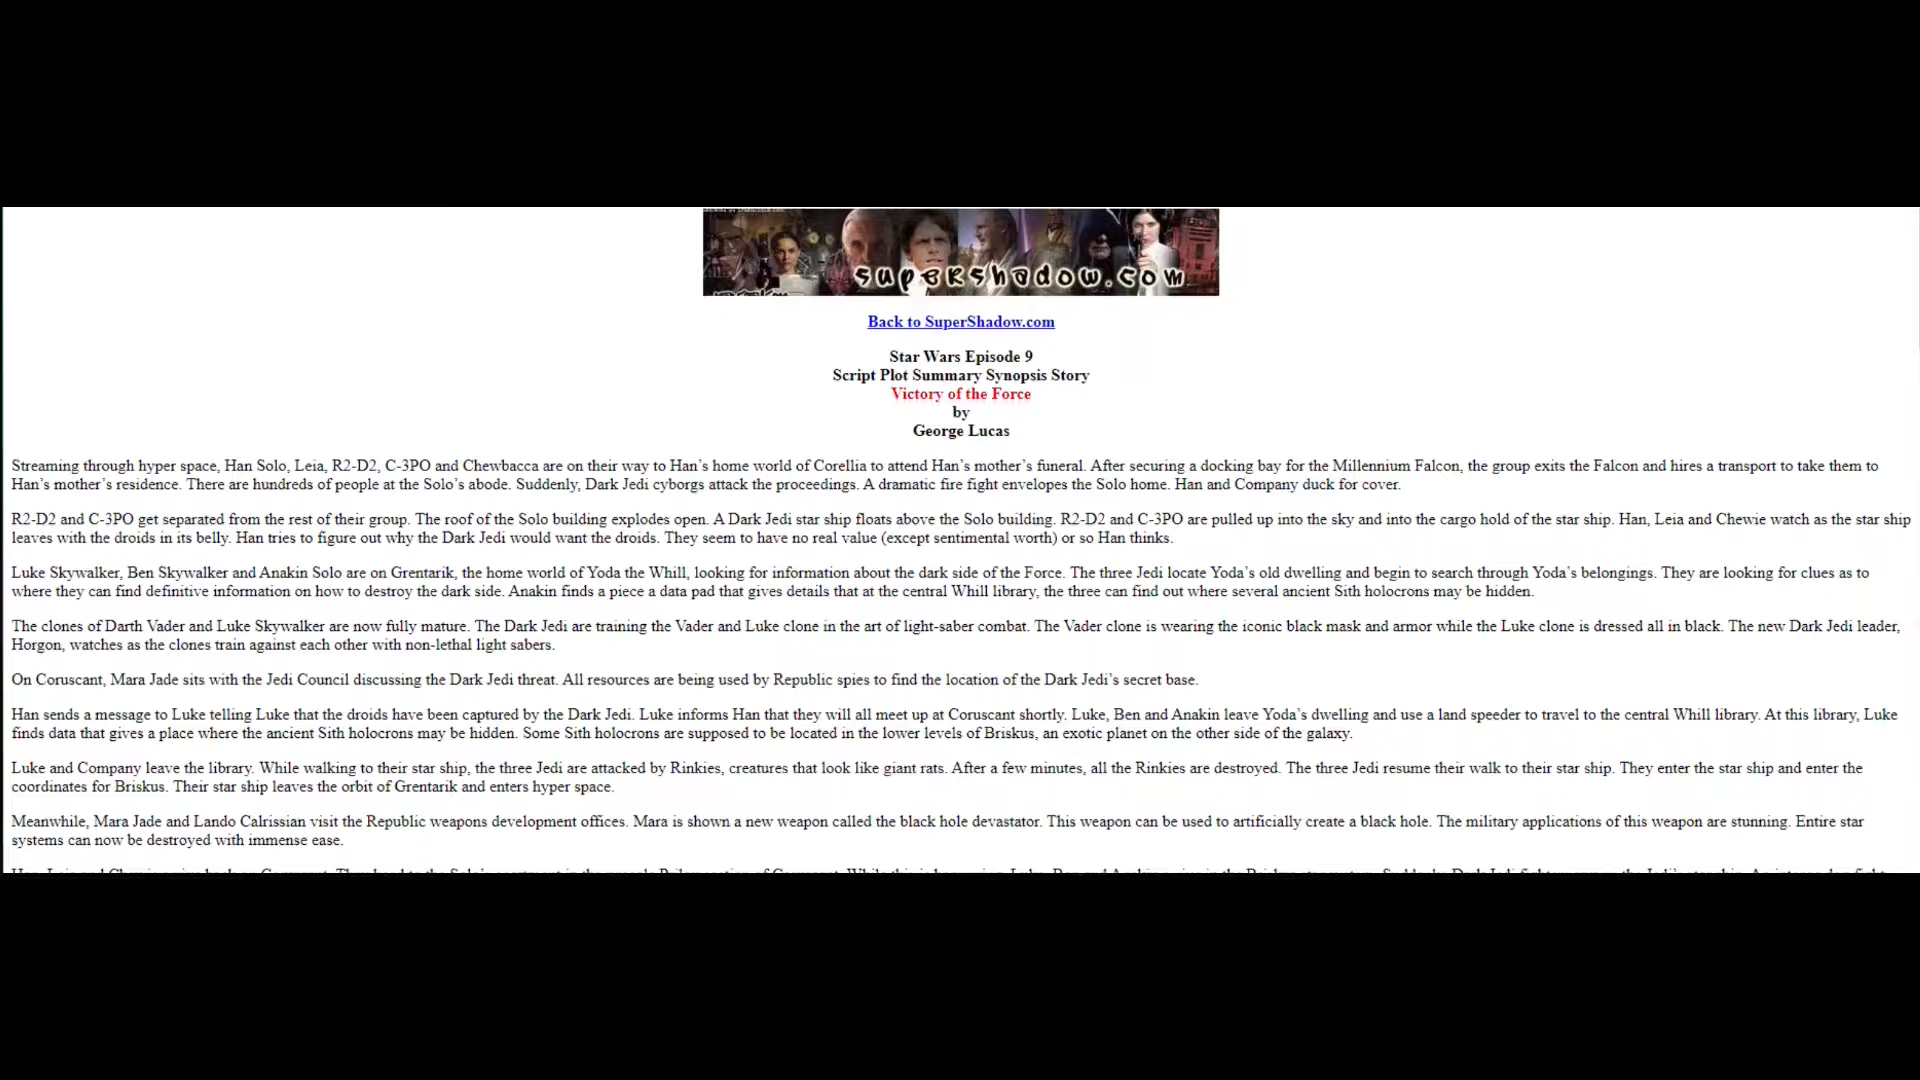 supershadow.com
Back to SuperShadow.com
Star Wars Episode 9
Script Plot Summary Synopsis Story
Victory of the Force
by
George Lucas
Streaming through hyper space, Han Solo, Leia, R2-D2, C-3PO and Chewbacca are on their way to Han's home world of Corellia to attend Han's mother's funeral. After securing a docking bay for the Millennium Falcon, the group exits the Falcon and hires a transport to take them to
Han's mother's residence. There are hundreds of people at the Solo's abode. Suddenly, Dark Jedi cyborgs attack the proceedings. A dramatic fire fight envelopes the Solo home. Han and Company duck for cover.
R2-D2 and C-3PO get separated from the rest of their group. The roof of the Solo building explodes open. A Dark Jedi star ship floats above the Solo building. R2-D2 and C-3PO are pulled up into the sky and into the cargo hold of the star ship. Han, Leia and Chewie watch as the star ship
leaves with the droids in its belly. Han tries to figure out why the Dark Jedi would want the droids. They seem to have no real value (except sentimental worth) or so Han thinks.
Luke Skywalker, Ben Skywalker and Anakin Solo are on Grentarik, the home world of Yoda the Whill, looking for information about the dark side of the Force. The three Jedi locate Yoda's old dwelling and begin to search through Yoda's belongings. They are looking for clues as to
where they can find definitive information on how to destroy the dark side. Anakin finds a piece a data pad that gives details that at the central Whill library, the three can find out where several ancient Sith holocrons may be hidden.
The clones of Darth Vader and Luke Skywalker are now fully mature. The Dark Jedi are training the Vader and Luke clone in the art of light-saber combat. The Vader clone is wearing the iconic black mask and armor while the Luke clone is dressed all in black. The new Dark Jedi leader,
Horgon, watches as the clones train against each other with non-lethal light sabers.
On Coruscant, Mara Jade sits with the Jedi Council discussing the Dark Jedi threat. All resources are being used by Republic spies to find the location of the Dark Jedi's secret base.
Han sends a message to Luke telling Luke that the droids have been captured by the Dark Jedi. Luke informs Han that they will all meet up at Coruscant shortly. Luke, Ben and Anakin leave Yoda's dwelling and use a land speeder to travel to the central Whill library. At this library, Luke
finds data that gives a place where the ancient Sith holocrons may be hidden. Some Sith holocrons are supposed to be located in the lower levels of Briskus, an exotic planet on the other side of the galaxy.
Luke and Company leave the library. While walking to their star ship, the three Jedi are attacked by Rinkies, creatures that look like giant rats. After a few minutes, all the Rinkies are destroyed. The three Jedi resume their walk to their star ship. They enter the star ship and enter the
coordinates for Briskus. Their star ship leaves the orbit of Grentarik and enters hyper space.
Meanwhile, Mara Jade and Lando Calrissian visit the Republic weapons development offices. Mara is shown a new weapon called the black hole devastator. This weapon can be used to artificially create a black hole. The military applications of this weapon are stunning. Entire star
systems can now be destroyed with immense ease.